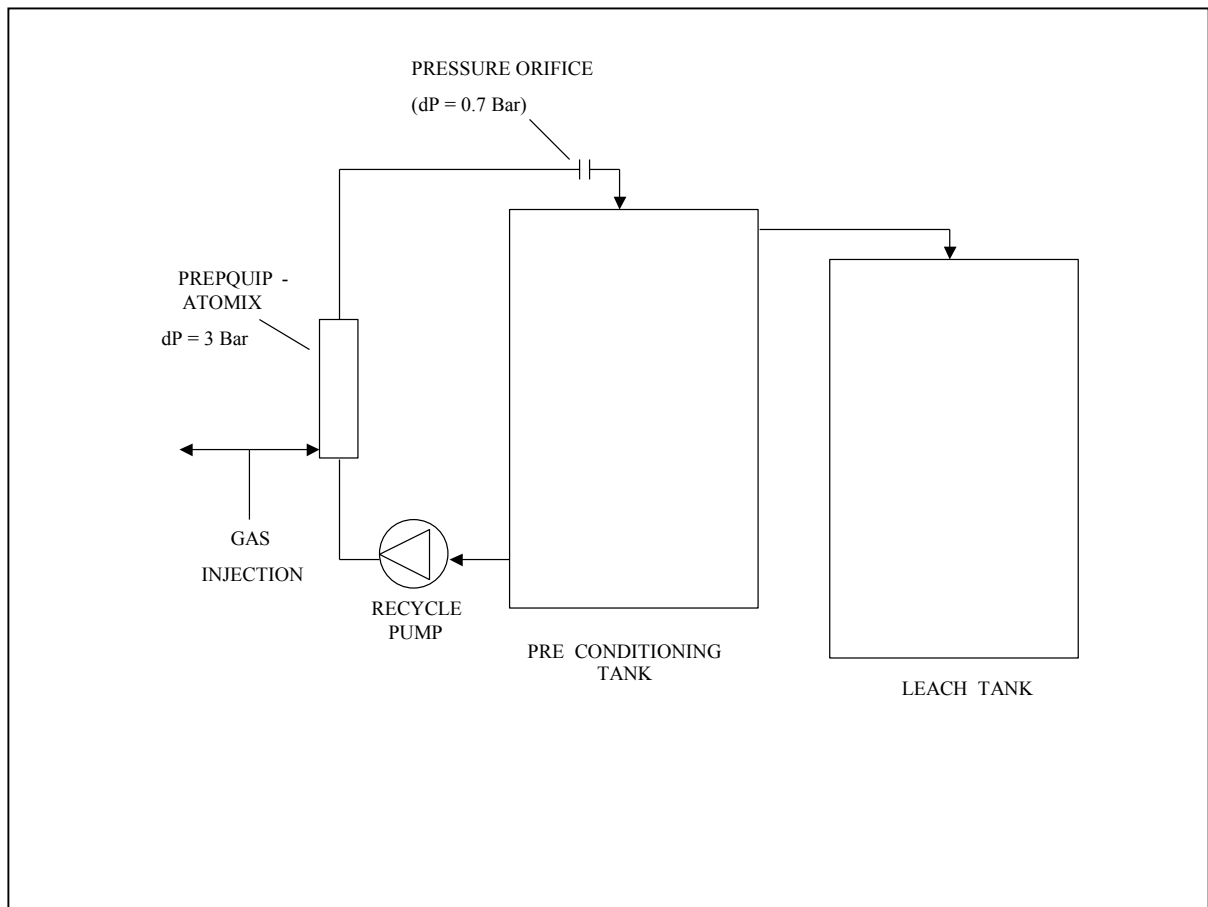 PRESSURE ORIFICE
(dP = 0.7 Bar)
PREPQUIP -
ATOMIX
dP = 3 Bar
GAS
INJECTION
RECYCLE
PUMP
PRE CONDITIONING
TANK
LEACH TANK